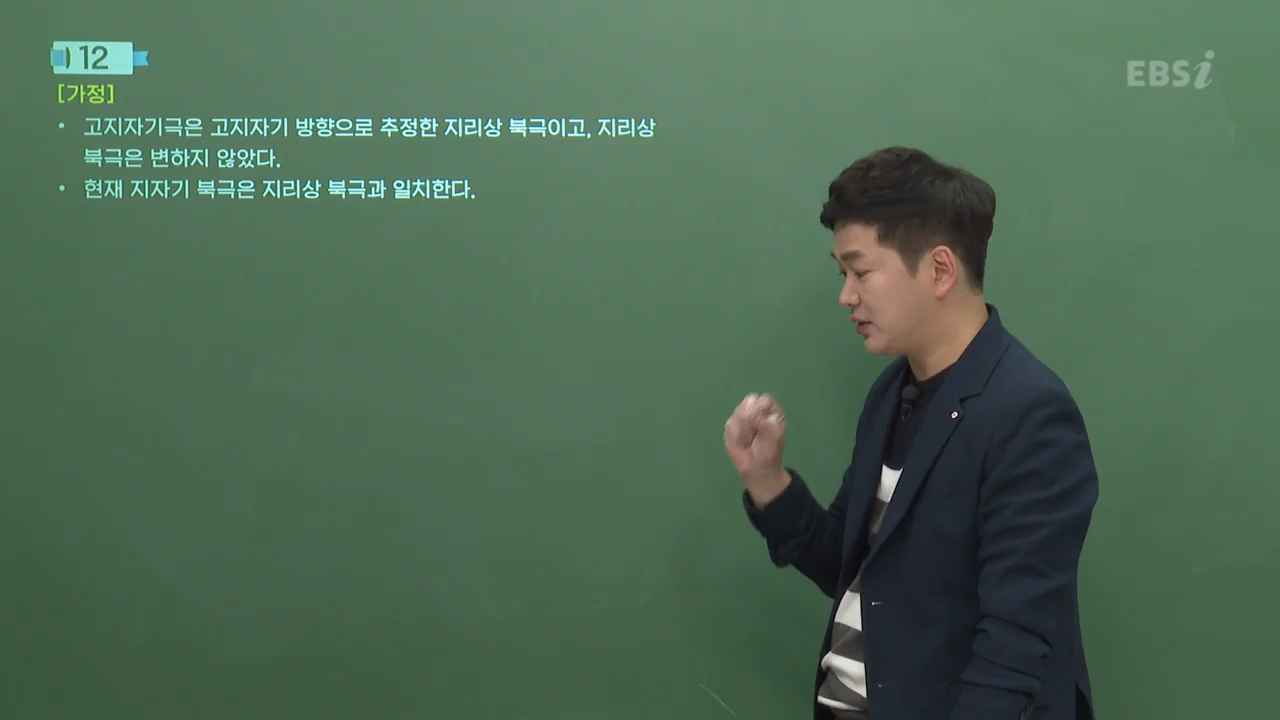 12
EBSi
[가정]
• 고지자기극은 고지자기 방향으로 추정한 지리상 북극이고, 지리상
북극은 변하지 않았다.
• 현재 지자기 북극은 지리상 북극과 일치한다.